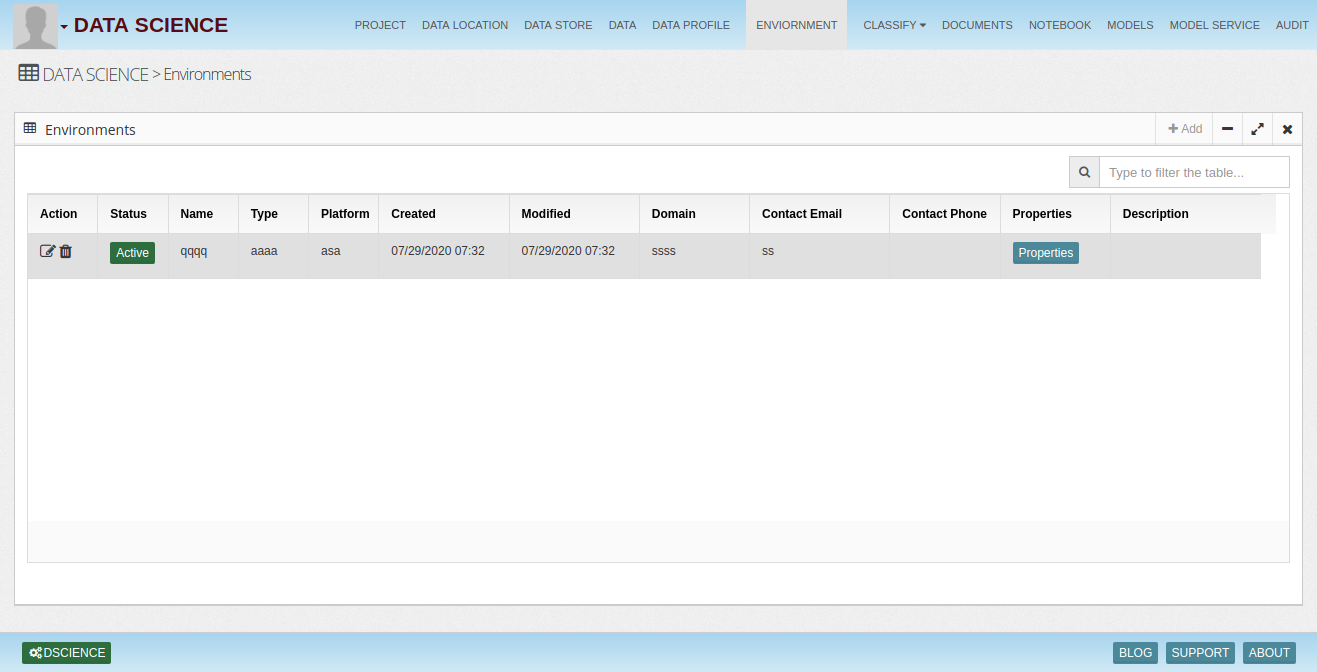 DATA SCIENCE PROJECT DATA LOCATION DATA STORE DATA DATA PROFILE ENVIORNMENT CLASSIFY DOCUMENTS NOTEBOOK MODELS MODEL SERVICE AUDIT
DATA SCIENCE > Environments
Environments Add
Type to filter the table...
Action Status Name Type Platform Created Modified Domain Contact Email Contact Phone Properties Description
Active qqqq aaaa asa 07/29/2020 07:32 07/29/2020 07:32 ssss ss Properties
DSCIENCE BLOG SUPPORT ABOUT